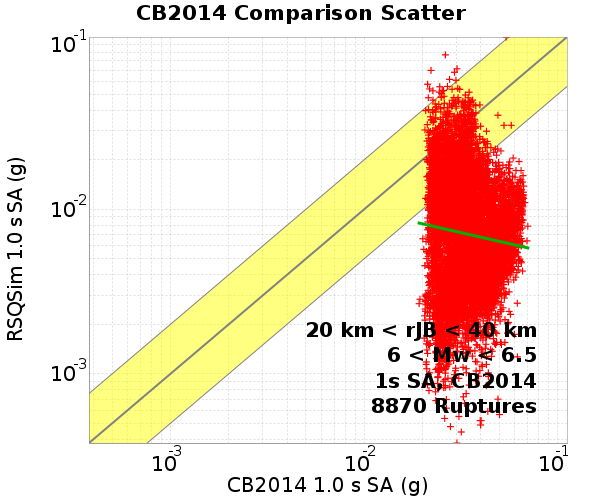 CB2014 Comparison Scatter
10-1
10-2
10-3
RSQSim 1.0 s SA (g)
20 km < rJB < 40 km
6 < Mw < 6.5
1s SA, CB2014
8870 Ruptures
10-3 10-2 10-1
CB2014 1.0 s SA (g)